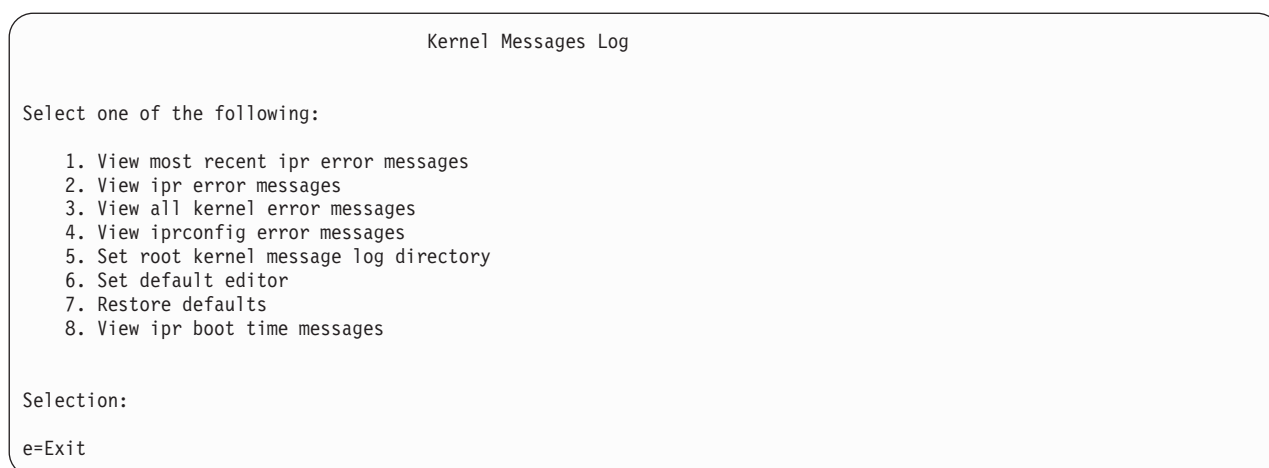 Kernel Messages Log
Select one of the following:
1. View most recent ipr error messages
2. View ipr error messages
3. View all kernel error messages
4. View iprconfig error messages
5. Set root kernel message log directory
6. Set default editor
7. Restore defaults
8. View ipr boot time messages
Selection:
e=Exit